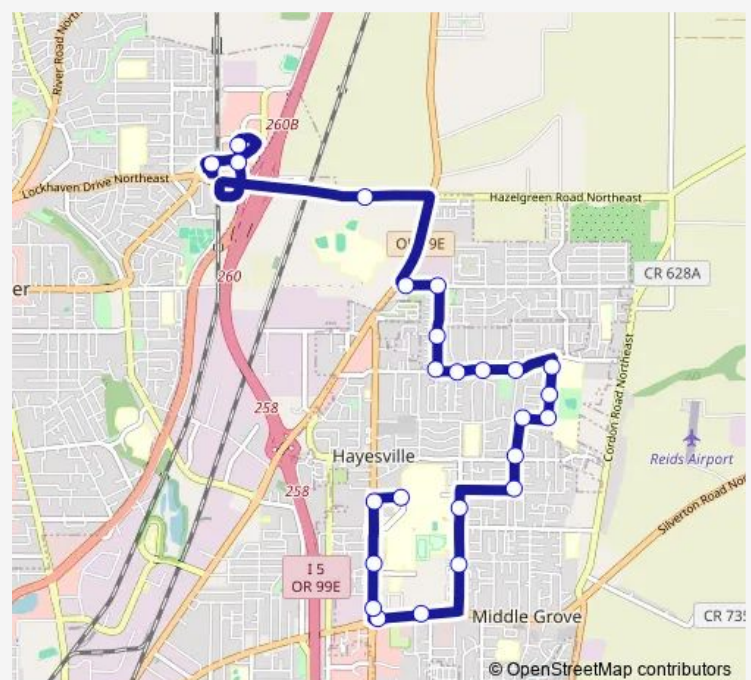 River Road North
260B
Lockhaven Drive Northeast
Hazelgreen Road Northeast
OR 99E
CR 628A
er
260
Cordon Road Northeast
258
Hayesville
Reids Airport
258
Silverton Road Nor
I 5
OR 99E
Middle Grove
CR 735
© OpenStreetMap contributors